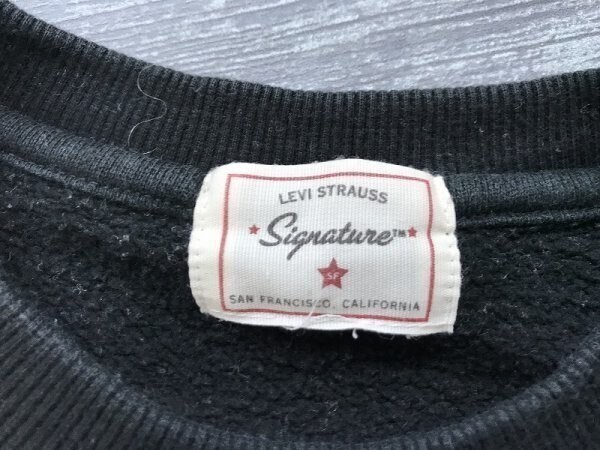 LEVI STRAUSS
Signature™
SF
SAN FRANCISCO, CALIFORNIA